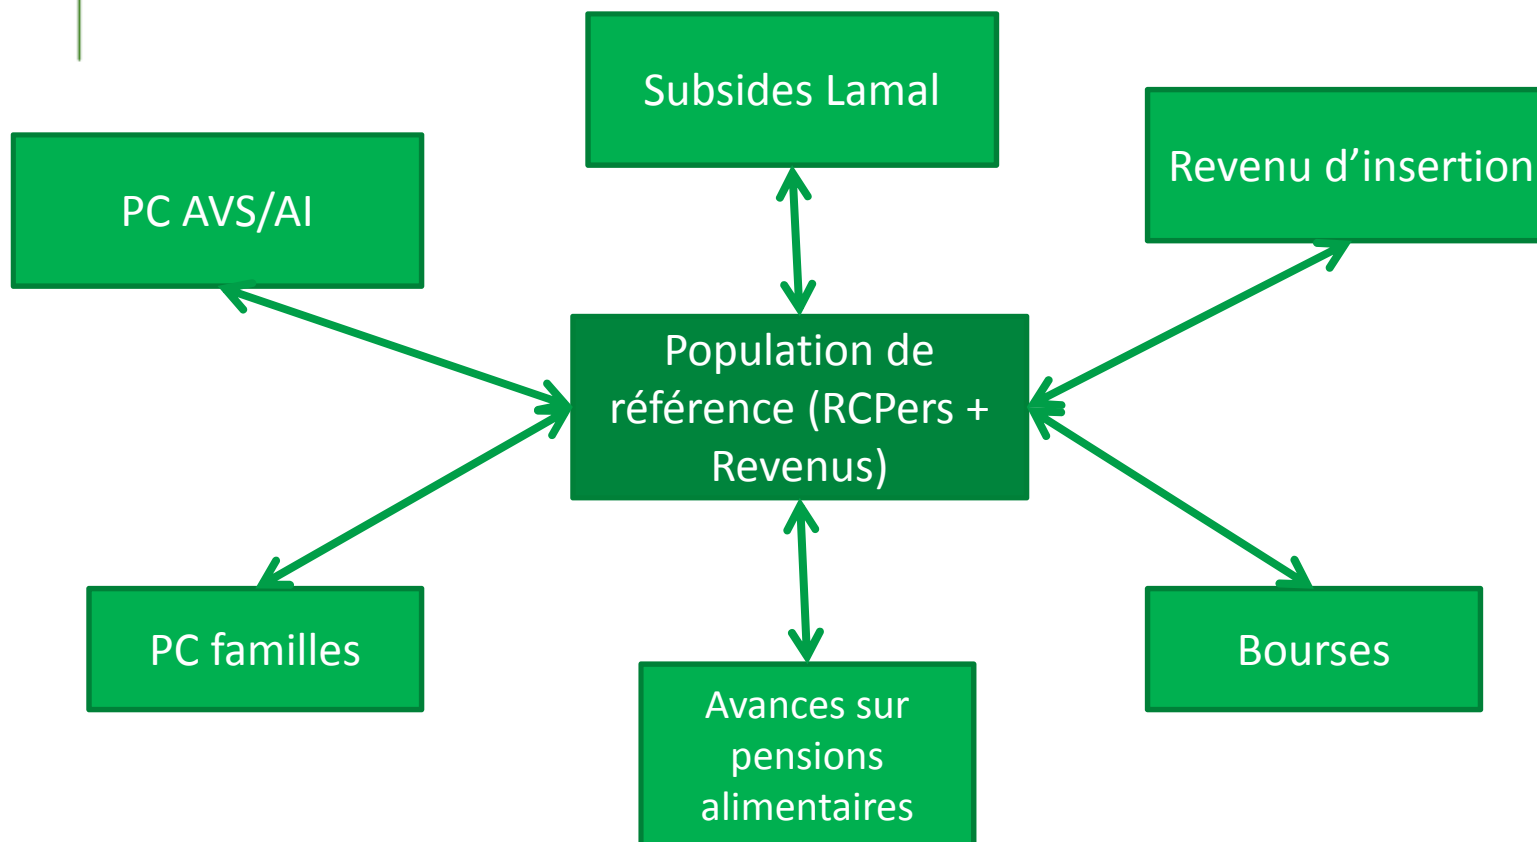 Subsides Lamal
PC AVS/AI
Revenu d’insertion
Population de
référence (RCPers +
Revenus)
PC familles
Avances sur
pensions
alimentaires
Bourses